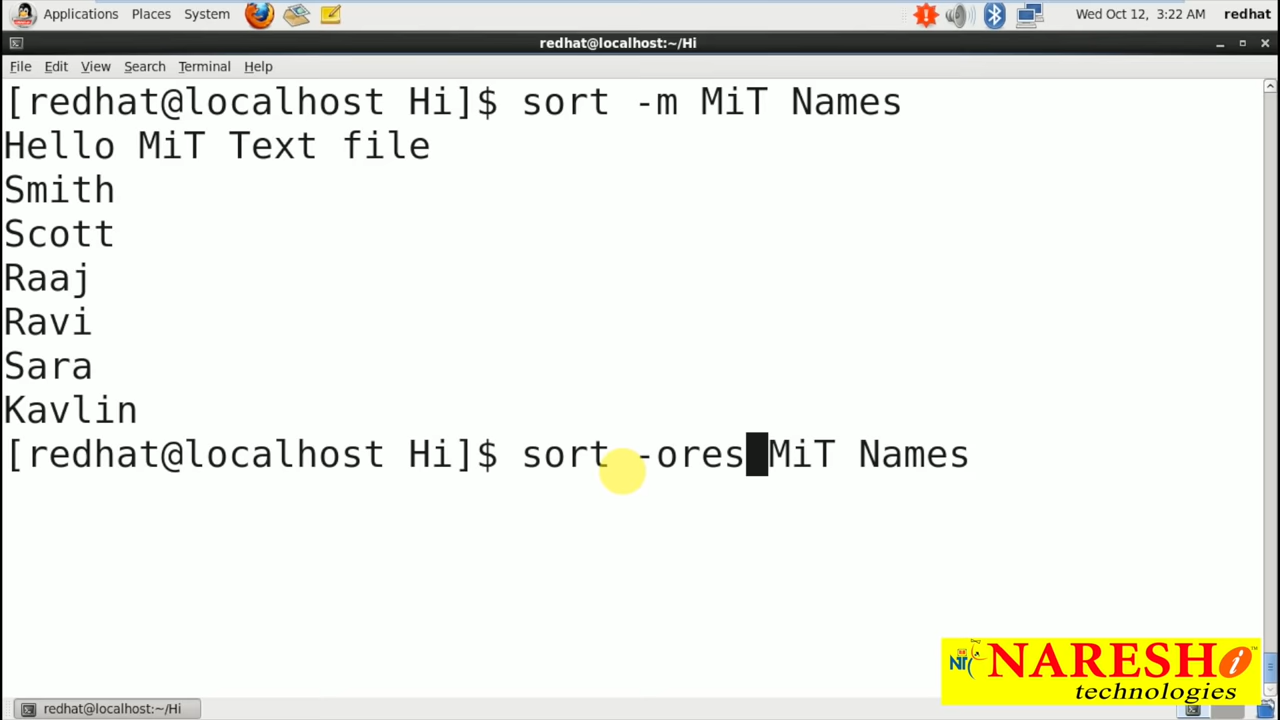 Applications Places System Wed Oct 12, 3:22 AM redhat
redhat@localhost:~/Hi
File Edit View Search Terminal Help
[redhat@localhost Hi]$ sort -m MiT Names
Hello MiT Text file
Smith
Scott
Raaj
Ravi
Sara
Kavlin
[redhat@localhost Hi]$ sort -ores MiT Names
NARESH i
technologies
redhat@localhost:~/Hi